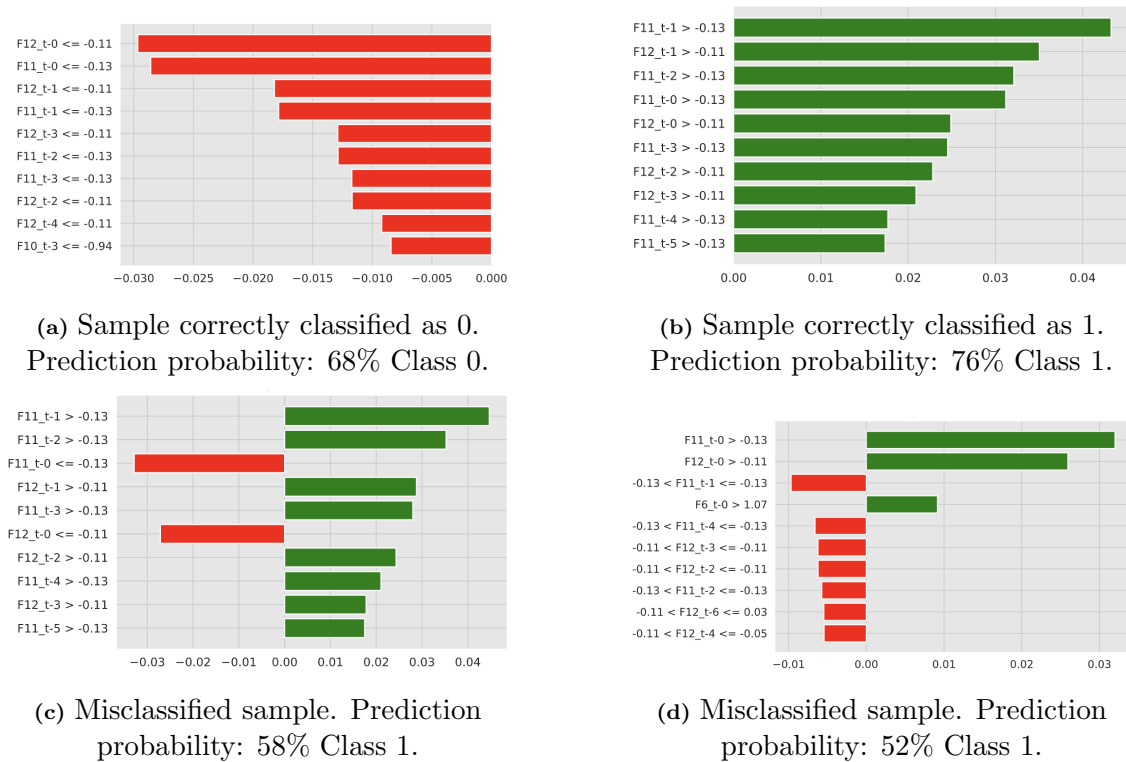 F12_t-0 <= -0.11
F11_t-0 <= -0.13
F12_t-1 <= -0.11
F11_t-1 <= -0.13
F12_t-3 <= -0.11
F11_t-2 <= -0.13
F11_t-3 <= -0.13
F12_t-2 <= -0.11
F12_t-4 <= -0.11
F10_t-3 <= -0.94
−0.030 −0.025 −0.020 −0.015 −0.010 −0.005 0.000
(a) Sample correctly classified as 0.
Prediction probability: 68% Class 0.
F11_t-1 > -0.13
F12_t-1 > -0.11
F11_t-2 > -0.13
F11_t-0 > -0.13
F12_t-0 > -0.11
F11_t-3 > -0.13
F12_t-2 > -0.11
F12_t-3 > -0.11
F11_t-4 > -0.13
F11_t-5 > -0.13
0.00 0.01 0.02 0.03 0.04
(b) Sample correctly classified as 1.
Prediction probability: 76% Class 1.
F11_t-1 > -0.13
F11_t-2 > -0.13
F11_t-0 <= -0.13
F12_t-1 > -0.11
F11_t-3 > -0.13
F12_t-0 <= -0.11
F12_t-2 > -0.11
F11_t-4 > -0.13
F12_t-3 > -0.11
F11_t-5 > -0.13
−0.03 −0.02 −0.01 0.00 0.01 0.02 0.03 0.04
(c) Misclassified sample. Prediction
probability: 58% Class 1.
F11_t-0 > -0.13
F12_t-0 > -0.11
-0.13 < F11_t-1 <= -0.13
F6_t-0 > 1.07
-0.13 < F11_t-4 <= -0.13
-0.11 < F12_t-3 <= -0.11
-0.11 < F12_t-2 <= -0.11
-0.13 < F11_t-2 <= -0.13
-0.11 < F12_t-6 <= 0.03
-0.11 < F12_t-4 <= -0.05
−0.01 0.00 0.01 0.02 0.03
(d) Misclassified sample. Prediction
probability: 52% Class 1.